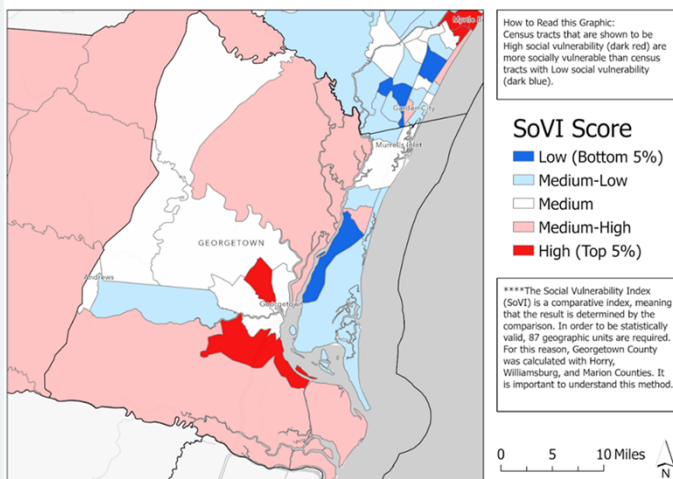 Myrtle
Garden City
Murrells Inlet
GEORGETOWN
Andrews
Georgetown
How to Read this Graphic:
Census tracts that are shown to be
High social vulnerability (dark red) are
more socially vulnerable than census
tracts with Low social vulnerability
(dark blue).
SoVI Score
Low (Bottom 5%)
Medium-Low
Medium
Medium-High
High (Top 5%)
****The Social Vulnerability Index
(SoVI) is a comparative index, meaning
that the result is determined by the
comparison. In order to be statistically
valid, 87 geographic units are required.
For this reason, Georgetown County
was calculated with Horry,
Williamsburg, and Marion Counties. It
is important to understand this method.
0 5 10 Miles
N